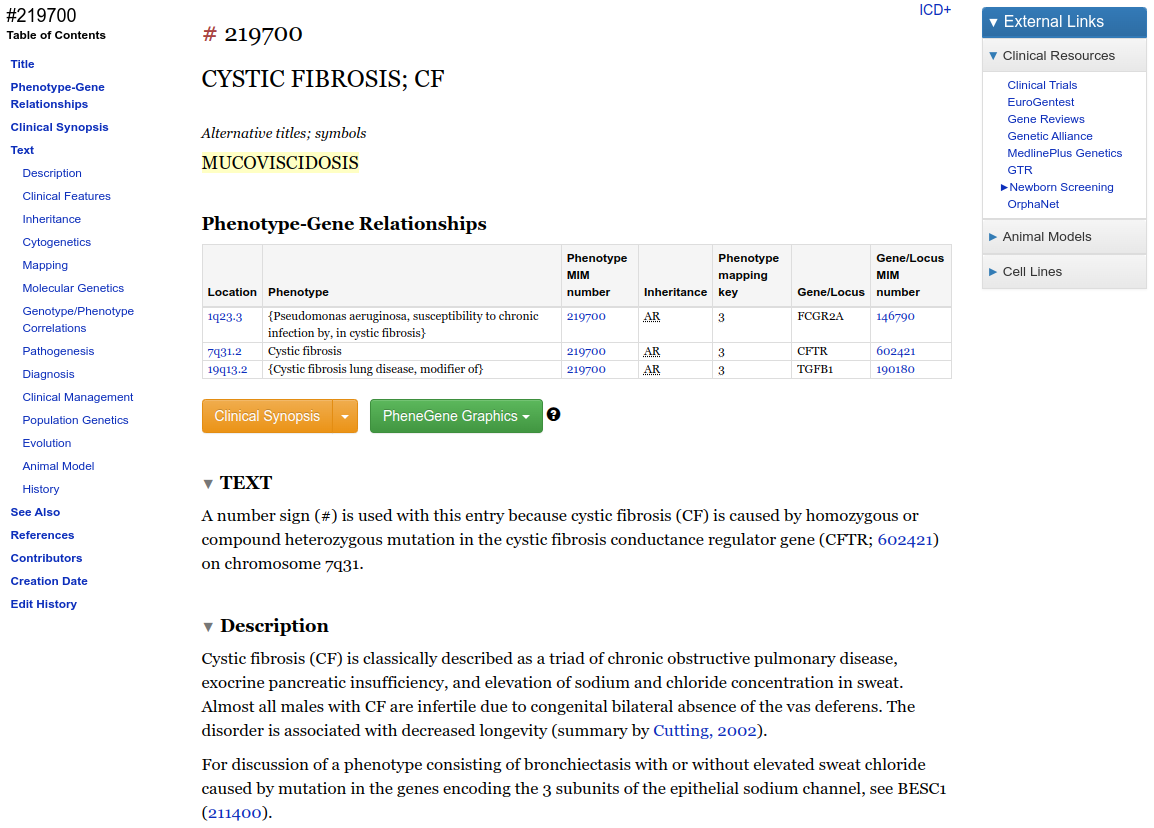 #219700
Table of Contents
Title
Phenotype-Gene
Relationships
Clinical Synopsis
Text
Description
Clinical Features
Inheritance
Cytogenetics
Mapping
Molecular Genetics
Genotype/Phenotype
Correlations
Pathogenesis
Diagnosis
Clinical Management
Population Genetics
Evolution
Animal Model
History
See Also
References
Contributors
Creation Date
Edit History
ICD+
# 219700
CYSTIC FIBROSIS; CF
Alternative titles; symbols
MUCOVISCIDOSIS
Phenotype-Gene Relationships
Location Phenotype Phenotype MIM number Inheritance Phenotype mapping key Gene/Locus Gene/Locus MIM number
1q23.3 {Pseudomonas aeruginosa, susceptibility to chronic infection by, in cystic fibrosis} 219700 AR 3 FCGR2A 146790
7q31.2 Cystic fibrosis 219700 AR 3 CFTR 602421
19q13.2 {Cystic fibrosis lung disease, modifier of} 219700 AR 3 TGFB1 190180
Clinical Synopsis PheneGene Graphics ?
▼ TEXT
A number sign (#) is used with this entry because cystic fibrosis (CF) is caused by homozygous or
compound heterozygous mutation in the cystic fibrosis conductance regulator gene (CFTR; 602421)
on chromosome 7q31.
▼ Description
Cystic fibrosis (CF) is classically described as a triad of chronic obstructive pulmonary disease,
exocrine pancreatic insufficiency, and elevation of sodium and chloride concentration in sweat.
Almost all males with CF are infertile due to congenital bilateral absence of the vas deferens. The
disorder is associated with decreased longevity (summary by Cutting, 2002).
For discussion of a phenotype consisting of bronchiectasis with or without elevated sweat chloride
caused by mutation in the genes encoding the 3 subunits of the epithelial sodium channel, see BESC1
(211400).
▼ External Links
▼ Clinical Resources
Clinical Trials
EuroGentest
Gene Reviews
Genetic Alliance
MedlinePlus Genetics
GTR
▶Newborn Screening
OrphaNet
▶ Animal Models
▶ Cell Lines